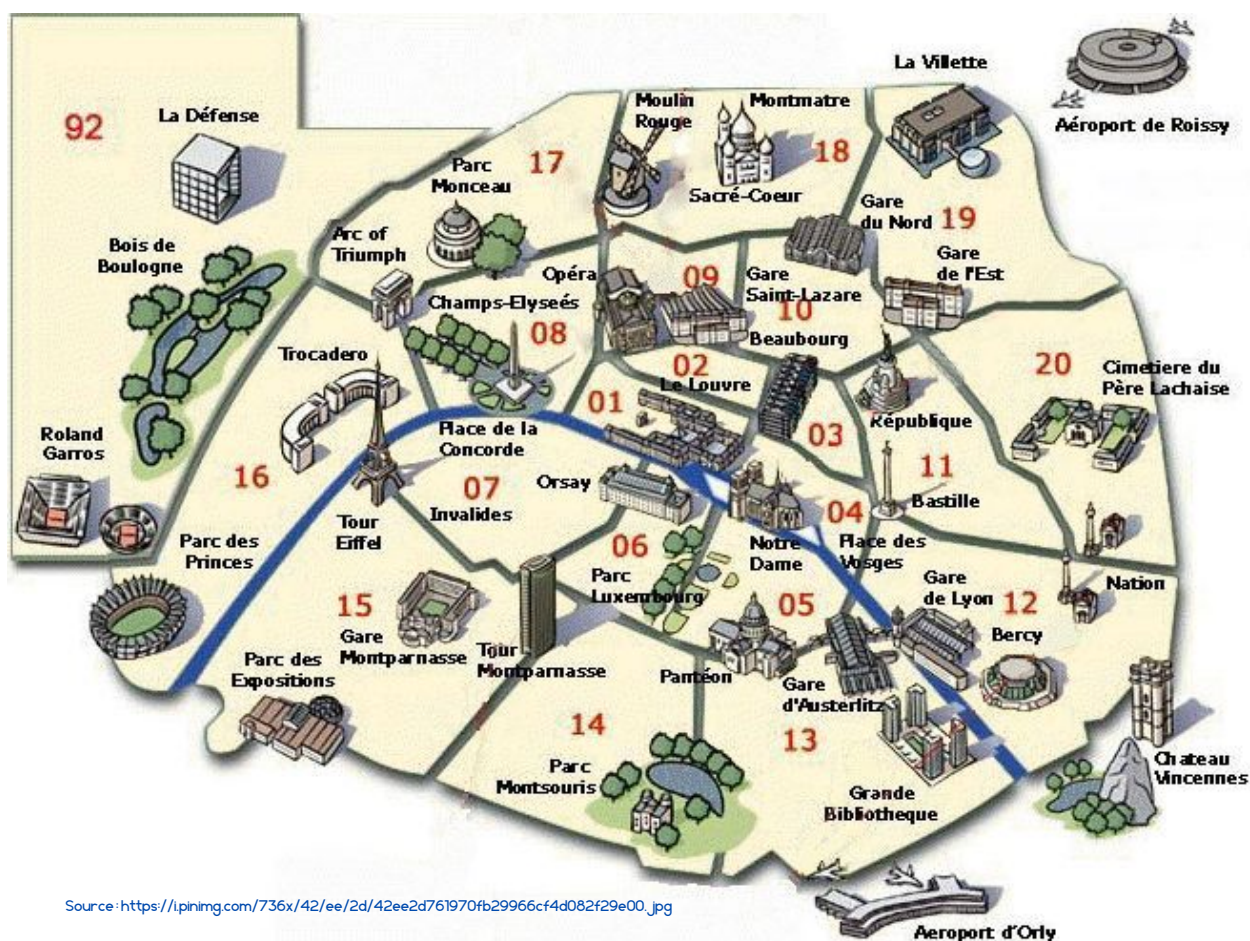 La Villette
Aéroport de Roissy
92
La Défense
Moulin
Rouge
Montmatre
18
Sacré-Coeur
17
Parc
Monceau
Gare
du Nord
19
Bois de
Boulogne
Arc of
Triumph
Opéra
09
Gare
Saint-Lazare
Gare
de l'Est
Champs-Elyseés
08
10
Beaubourg
Trocadero
02
Le Louvre
01
20
Cimetiere du
Père Lachaise
Roland
Garros
Place de la
Concorde
03
République
16
07
Invalides
Orsay
11
Bastille
04
Tour
Eiffel
Parc des
Princes
06
Notre
Dame
Place des
Vosges
Parc
Luxembourg
Gare
de Lyon
12
Nation
15
Gare
Montparnasse
05
Bercy
Tour
Montparnasse
Parc des
Expositions
Pantéon
Gare
d'Austerlitz
14
13
Parc
Montsouris
Chateau
Vincennes
Grande
Bibliotheque
Source: https://i.pinimg.com/736x/42/ee/2d/42ee2d761970fb29966cf4d082f29e00.jpg
Aeroport d'Orly